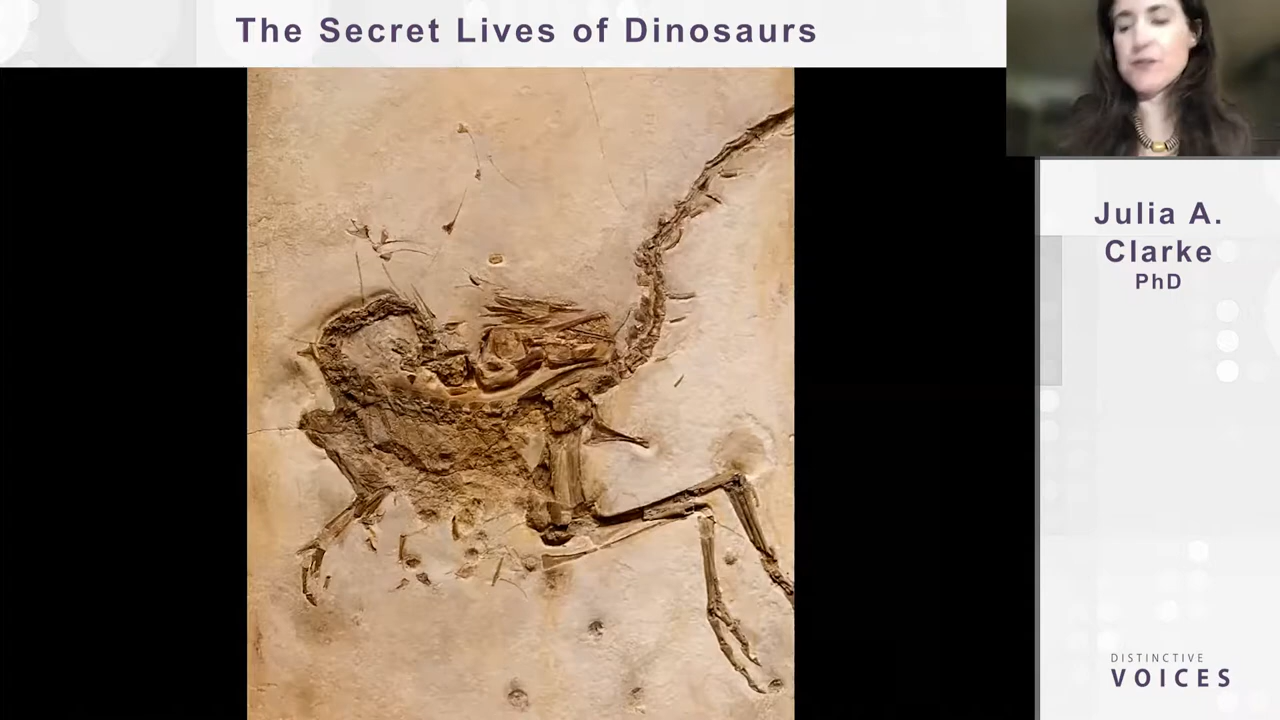 The Secret Lives of Dinosaurs
Julia A.
Clarke
PhD
DISTINCTIVE
VOICES